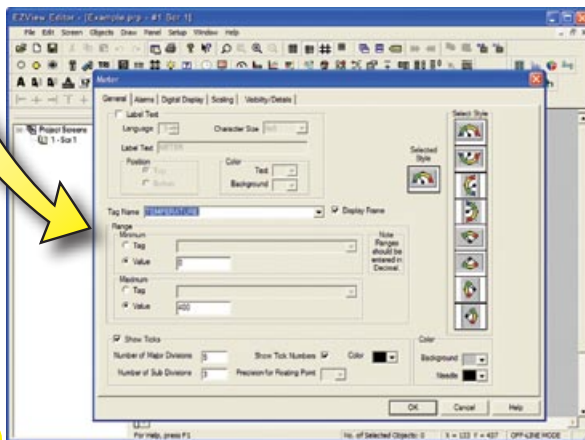 EZView Editor - [Example.prp - #1 Scr 1]
File Edit Screen Objects Draw Panel Setup Window Help
Meter
General Alarms Digital Display Scaling Visibility/Details
Label Text
Language
Character Size
Label Text METER
Position
Top
Bottom
Color
Text
Background
Selected Style
Select Style
Project Screens
1 - Scr 1
Tag Name
Display Frame
Range
Minimum
Tag
Value 0
Note Ranges should be entered in Decimal.
Maximum
Tag
Value 400
Show Ticks
Number of Major Divisions 5
Show Tick Numbers
Color
Number of Sub Divisions 3
Precision for Floating Point
Color
Background
Needle
OK Cancel Help
For Help, press F1
No. of Selected Objects: 0
X = 133 Y = 437
OFF-LINE MODE